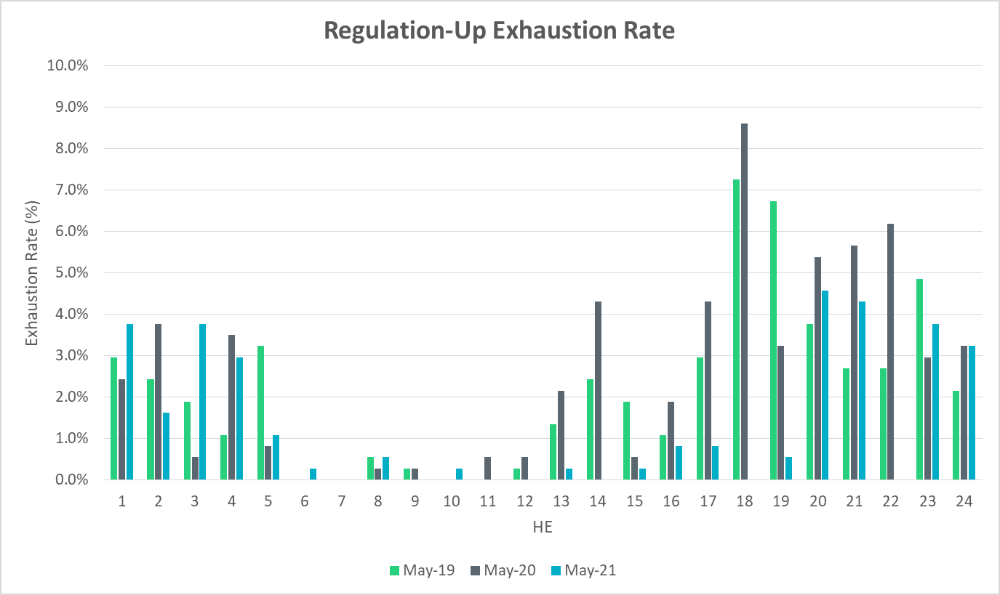 Regulation-Up Exhaustion Rate
10.0%
9.0%
8.0%
7.0%
6.0%
5.0%
4.0%
3.0%
2.0%
1.0%
0.0%
Exhaustion Rate (%)
1 2 3 4 5 6 7 8 9 10 11 12 13 14 15 16 17 18 19 20 21 22 23 24
HE
May-19 May-20 May-21